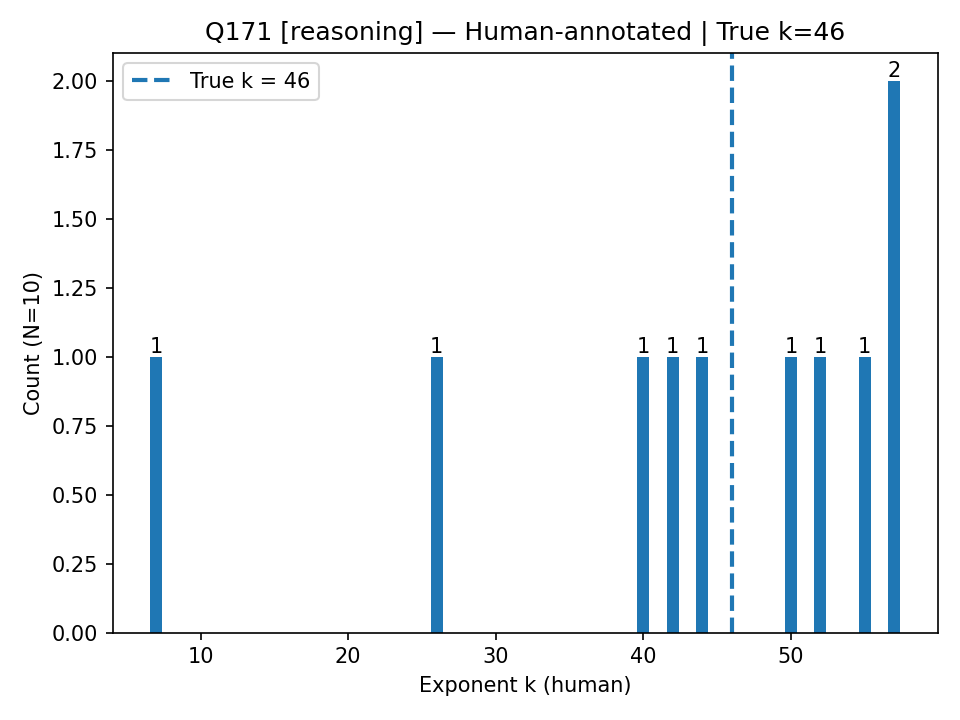 Q171 [reasoning] — Human-annotated | True k=46
True k = 46
2.00
1.75
1.50
1.25
1.00
0.75
0.50
0.25
0.00
Count (N=10)
1 1 1 1 1 1 1 1 2
10 20 30 40 50
Exponent k (human)